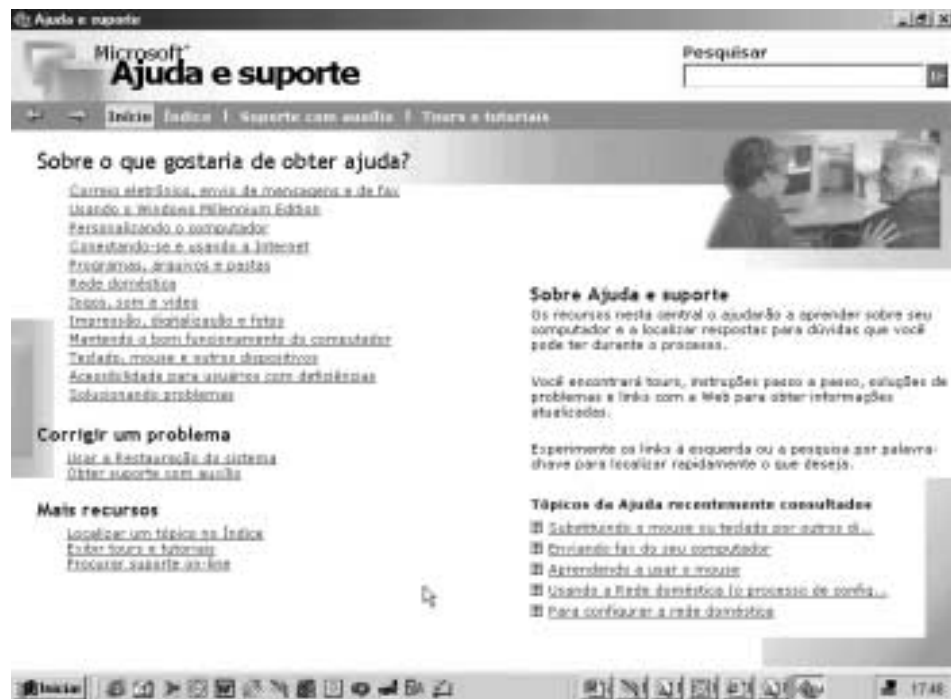 Ajuda e suporte
Microsoft
Ajuda e suporte
Pesquisar
Início Índice | Suporte com auxílio | Tours e tutoriais
Sobre o que gostaria de obter ajuda?
Correio eletrônico, envio de mensagens e de fax
Usando o Windows Millennium Edition
Personalizando o computador
Conectando-se e usando a Internet
Programas, arquivos e pastas
Rede doméstica
Jogos, som e vídeo
Impressão, digitalização e fotos
Mantendo o bom funcionamento do computador
Teclado, mouse e outros dispositivos
Acessibilidade para usuários com deficiências
Solucionando problemas
Corrigir um problema
Usar a Restauração do sistema
Obter suporte com auxílio
Mais recursos
Localizar um tópico no Índice
Exibir tours e tutoriais
Procurar suporte on-line
Sobre Ajuda e suporte
Os recursos nesta central o ajudarão a aprender sobre seu
computador e a localizar respostas para dúvidas que você
pode ter durante o processo.
Você encontrará tours, instruções passo a passo, soluções de
problemas e links com a Web para obter informações
atualizadas.
Experimente os links à esquerda ou a pesquisa por palavra-
chave para localizar rapidamente o que deseja.
Tópicos da Ajuda recentemente consultados
Substituindo o mouse ou teclado por outros di...
Enviando fax do seu computador
Aprendendo a usar o mouse
Usando a Rede doméstica (o processo de config...
Para configurar a rede doméstica
Iniciar